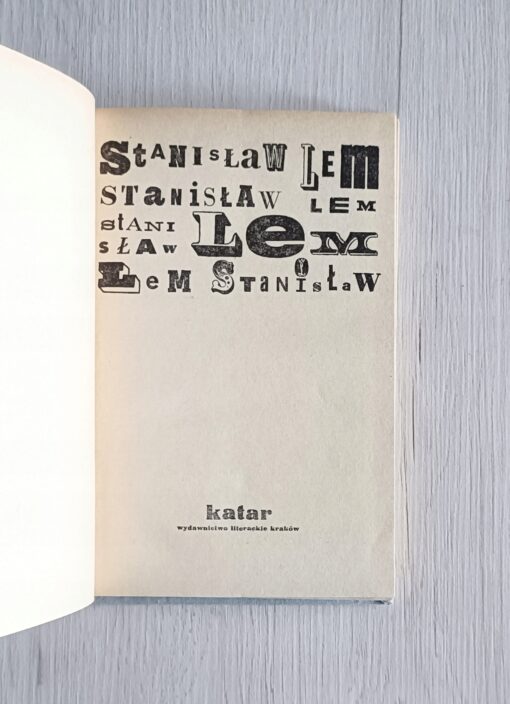 StANISŁAW LEM
STANISŁAW LEM
StANI
SŁAW LeM
LeM StanisłaW
katar
wydawnictwo literackie kraków